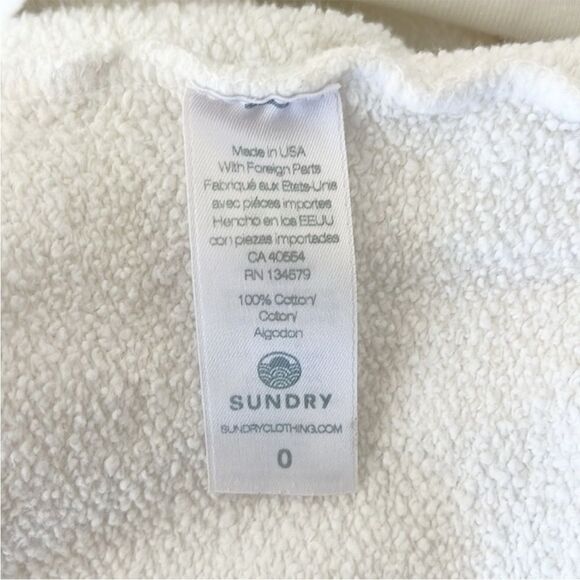 Made in USA
With Foreign Parts
Fabriqué aux Etats-Unis
avec pièces importes
Hencho en los EEUU
con piezas importadas
CA 40554
RN 134579
100% Cotton/
Coton/
Algodon
SUNDRY
SUNDRYCLOTHING.COM
0